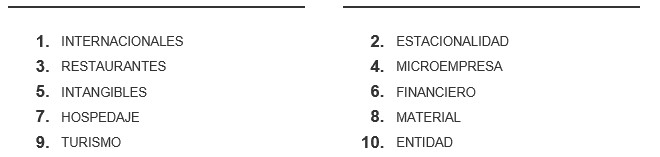 1. INTERNACIONALES 2. ESTACIONALIDAD
3. RESTAURANTES 4. MICROEMPRESA
5. INTANGIBLES 6. FINANCIERO
7. HOSPEDAJE 8. MATERIAL
9. TURISMO 10. ENTIDAD